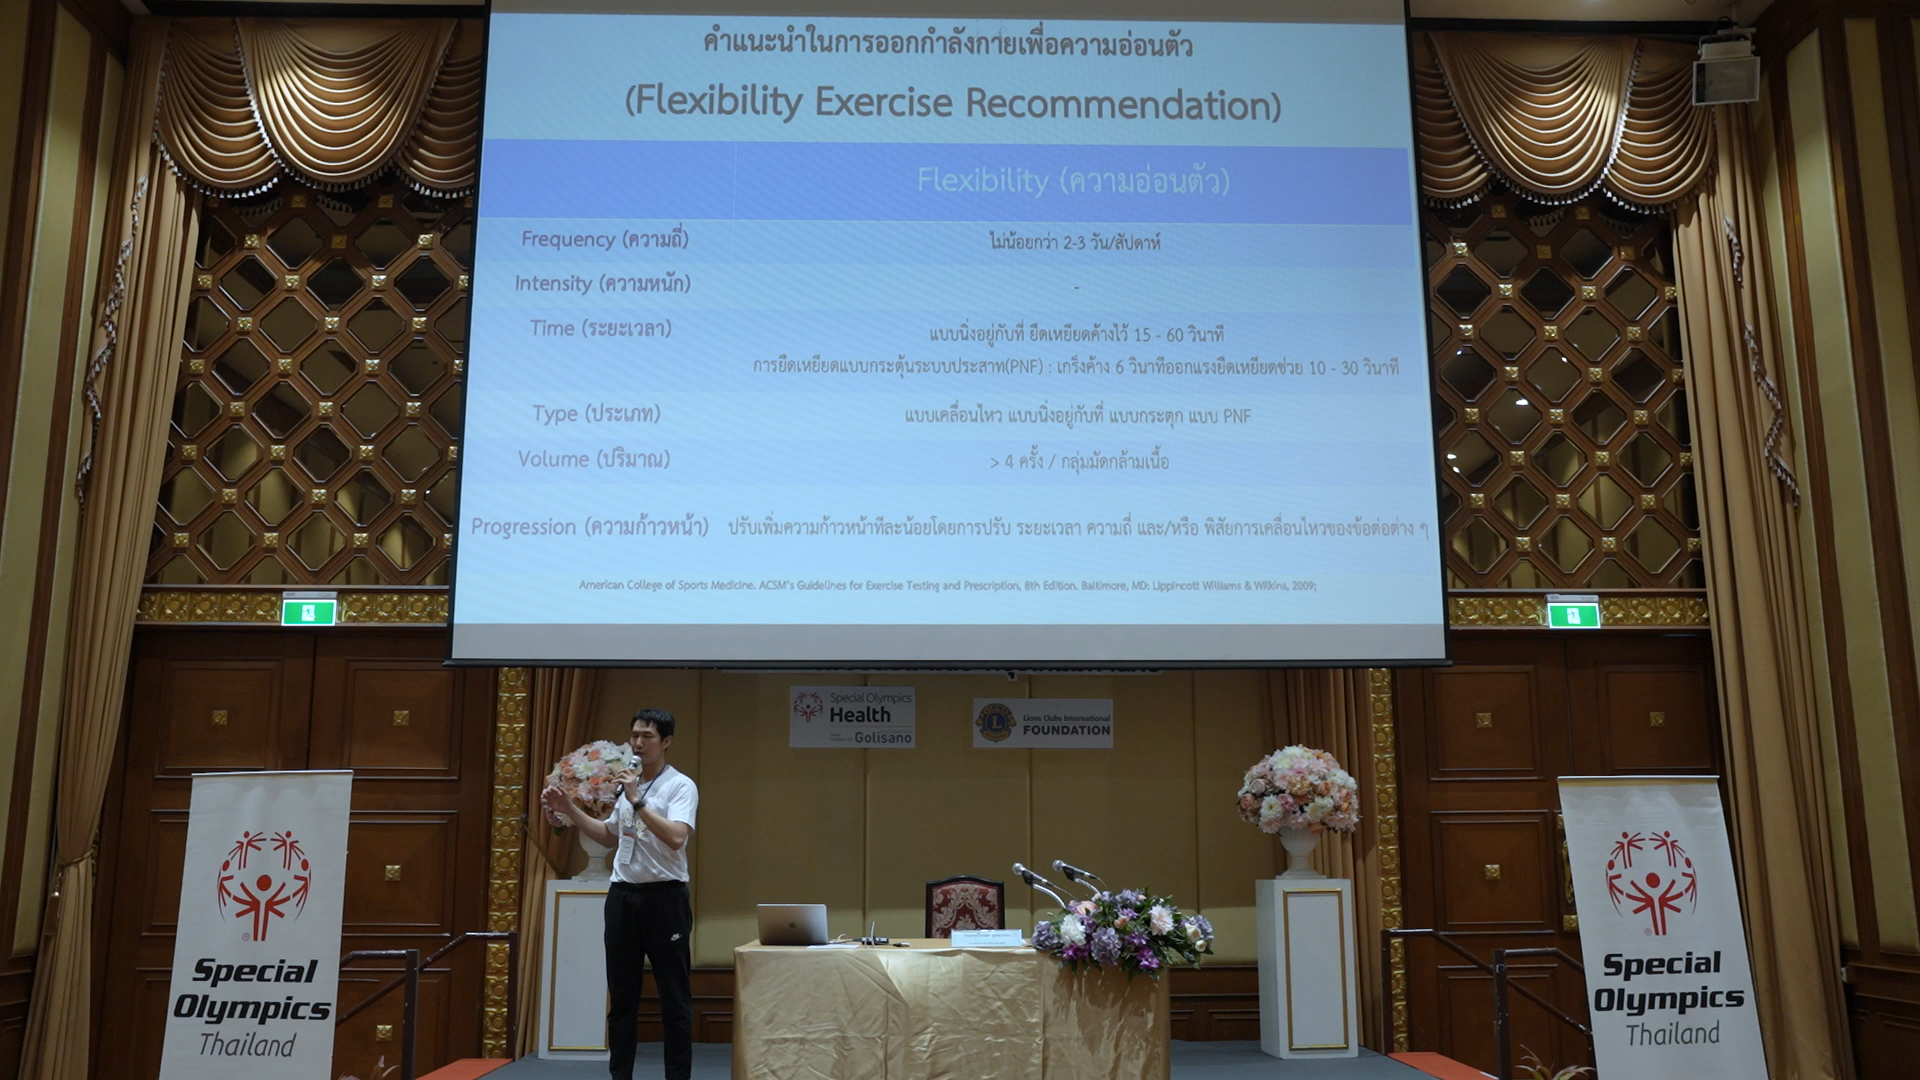 คำแนะนำในการออกกำลังกายเพื่อความอ่อนตัว
(Flexibility Exercise Recommendation)
Flexibility (ความอ่อนตัว)
Frequency (ความถี่) ไม่น้อยกว่า 2-3 วัน/สัปดาห์
Intensity (ความหนัก) -
Time (ระยะเวลา) แบบนิ่งอยู่กับที่ ยืดเหยียดค้างไว้ 15 - 60 วินาที
การยืดเหยียดแบบกระตุ้นระบบประสาท(PNF) : เกร็งค้าง 6 วินาทีออกแรงยืดเหยียดช่วย 10 - 30 วินาที
Type (ประเภท) แบบเคลื่อนไหว แบบนิ่งอยู่กับที่ แบบกระตุก แบบ PNF
Volume (ปริมาณ) > 4 ครั้ง / กลุ่มมัดกล้ามเนื้อ
Progression (ความก้าวหน้า) ปรับเพิ่มความก้าวหน้าทีละน้อยโดยการปรับ ระยะเวลา ความถี่ และ/หรือ พิสัยการเคลื่อนไหวของข้อต่อต่าง ๆ
American College of Sports Medicine. ACSM's Guidelines for Exercise Testing and Prescription, 8th Edition. Baltimore, MD: Lippincott Williams & Wilkins, 2009;
Special Olympics
Health
Golisano
Lions Clubs International
FOUNDATION
L
Special
Olympics
Thailand
Special
Olympics
Thailand